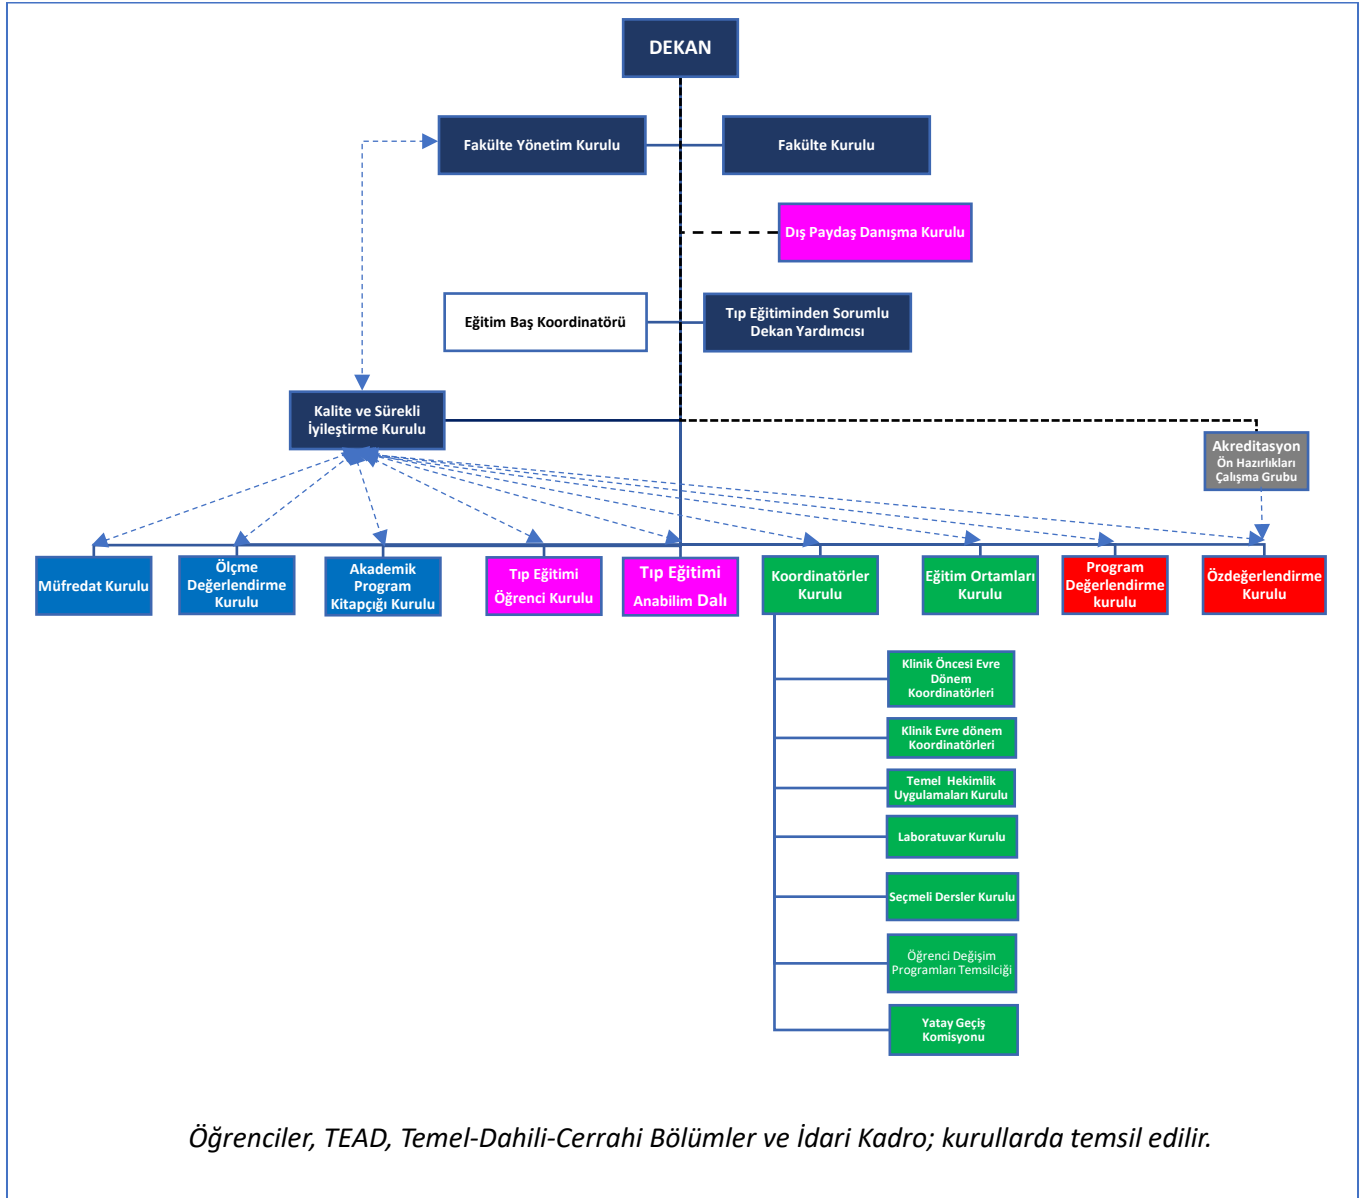 DEKAN
Fakülte Yönetim Kurulu
Fakülte Kurulu
Dış Paydaş Danışma Kurulu
Eğitim Baş Koordinatörü
Tıp Eğitiminden Sorumlu
Dekan Yardımcısı
Kalite ve Sürekli
İyileştirme Kurulu
Akreditasyon
Ön Hazırlıkları
Çalışma Grubu
Müfredat Kurulu
Ölçme
Değerlendirme
Kurulu
Akademik
Program
Kitapçığı Kurulu
Tıp Eğitimi
Öğrenci Kurulu
Tıp Eğitimi
Anabilim Dalı
Koordinatörler
Kurulu
Eğitim Ortamları
Kurulu
Program
Değerlendirme
kurulu
Özdeğerlendirme
Kurulu
Klinik Öncesi Evre
Dönem
Koordinatörleri
Klinik Evre dönem
Koordinatörleri
Temel  Hekimlik
Uygulamaları Kurulu
Laboratuvar Kurulu
Seçmeli Dersler Kurulu
Öğrenci Değişim
Programları Temsilciği
Yatay Geçiş
Komisyonu
Öğrenciler, TEAD, Temel-Dahili-Cerrahi Bölümler ve İdari Kadro; kurullarda temsil edilir.